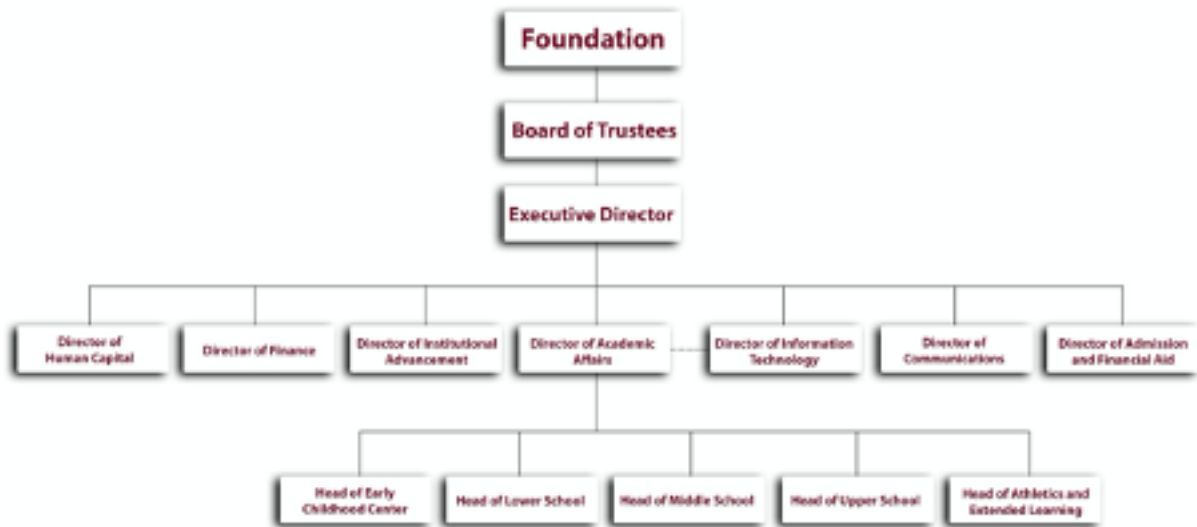 Foundation
Board of Trustees
Executive Director
Director of
Human Capital
Director of Finance
Director of Institutional
Advancement
Director of Academic
Affairs
Director of Information
Technology
Director of
Communications
Director of Admission
and Financial Aid
Head of Early
Childhood Center
Head of Lower School
Head of Middle School
Head of Upper School
Head of Athletics and
Extended Learning